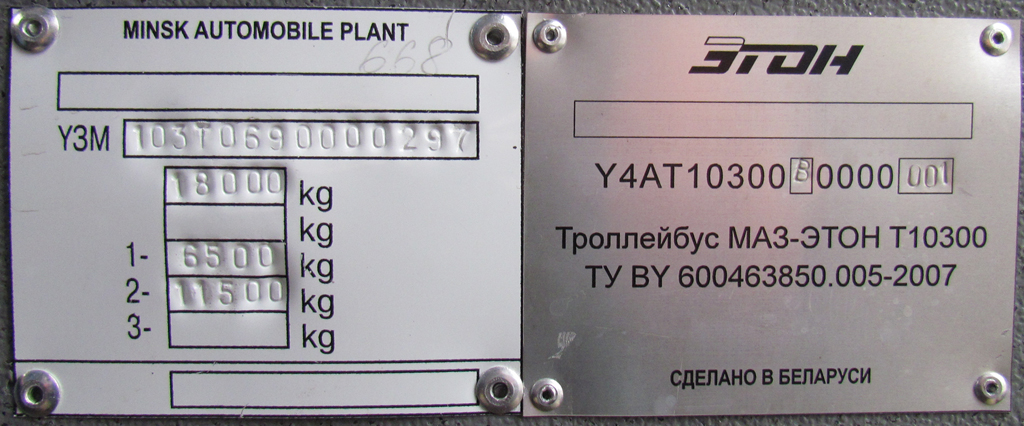 MINSK AUTOMOBILE PLANT
668
Y3M 103T0690000297
18000 kg
kg
1- 6500 kg
2- 11500 kg
3- kg
ЭТОН
Y4AT10300B0000001
Троллейбус МАЗ-ЭТОН Т10300
ТУ BY 600463850.005-2007
СДЕЛАНО В БЕЛАРУСИ